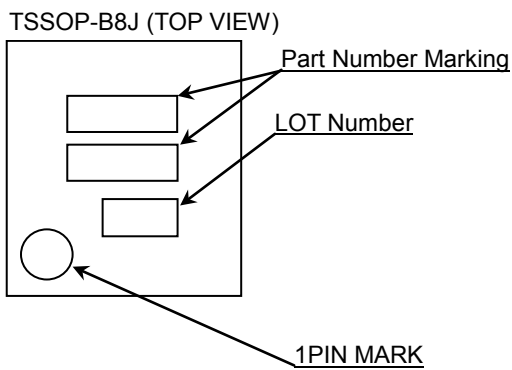 TSSOP-B8J (TOP VIEW)
Part Number Marking
LOT Number
1PIN MARK